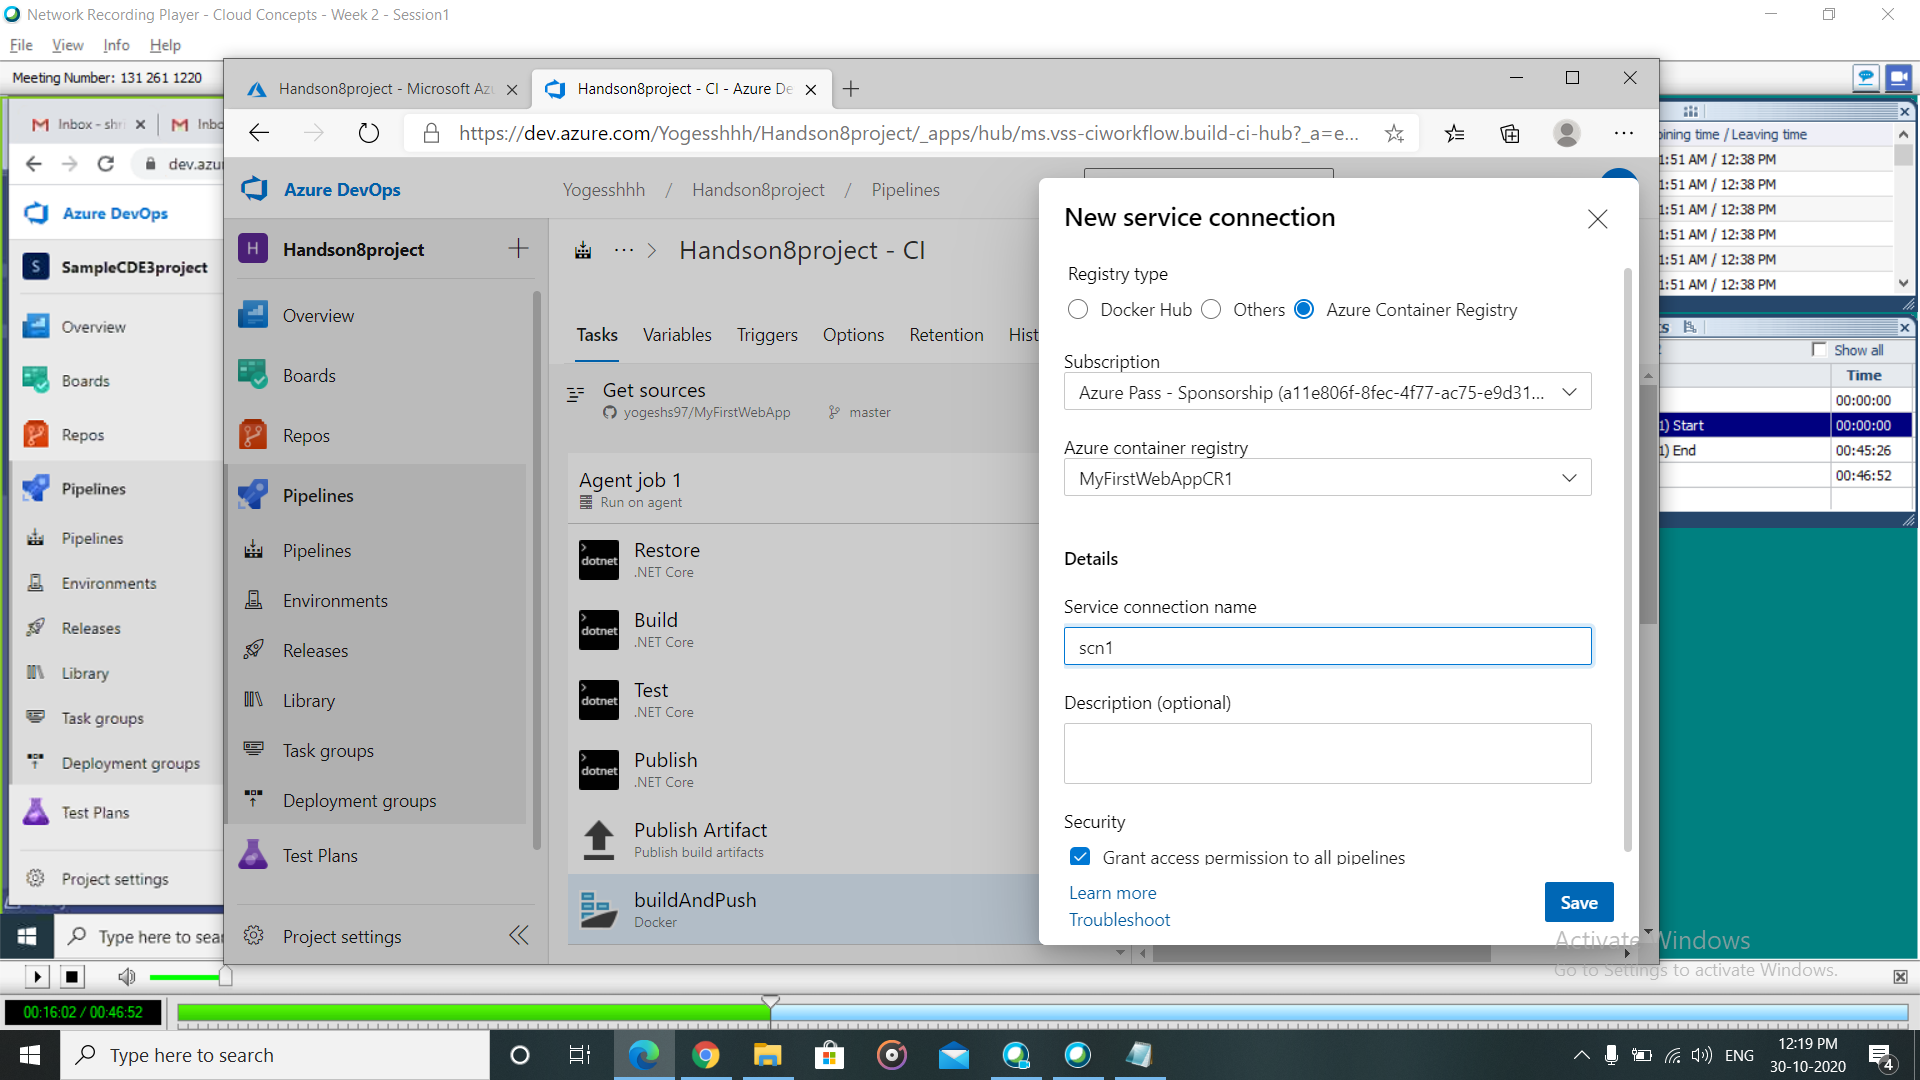 Network Recording Player - Cloud Concepts - Week 2 - Session1
File View Info Help
Meeting Number: 131 261 1220
Inbox - shri
Inbo
dev.azur
Azure DevOps
S SampleCDE3project
Overview
Boards
Repos
Pipelines
Pipelines
Environments
Releases
Library
Task groups
Deployment groups
Test Plans
Project settings
Type here to sear
Handson8project - Microsoft Az
Handson8project - CI - Azure De
https://dev.azure.com/Yogesshhh/Handson8project/_apps/hub/ms.vss-ciworkflow.build-ci-hub?_a=e...
Azure DevOps
Yogesshhh / Handson8project / Pipelines
H Handson8project
Overview
Boards
Repos
Pipelines
Pipelines
Environments
Releases
Library
Task groups
Deployment groups
Test Plans
Project settings
... > Handson8project - CI
Tasks Variables Triggers Options Retention Hist
Get sources
yogeshs97/MyFirstWebApp master
Agent job 1
Run on agent
dotnet Restore
.NET Core
dotnet Build
.NET Core
dotnet Test
.NET Core
dotnet Publish
.NET Core
Publish Artifact
Publish build artifacts
buildAndPush
Docker
New service connection
Registry type
Docker Hub Others Azure Container Registry
Subscription
Azure Pass - Sponsorship (a11e806f-8fec-4f77-ac75-e9d31...
Azure container registry
MyFirstWebAppCR1
Details
Service connection name
scn1
Description (optional)
Security
Grant access permission to all pipelines
Learn more
Troubleshoot
Save
ining time / Leaving time
1:51 AM / 12:38 PM
1:51 AM / 12:38 PM
1:51 AM / 12:38 PM
1:51 AM / 12:38 PM
1:51 AM / 12:38 PM
1:51 AM / 12:38 PM
Show all
Time
00:00:00
1) Start 00:00:00
1) End 00:45:26
00:46:52
Activate Windows
Go to Settings to activate Windows.
00:16:02 / 00:46:52
Type here to search
ENG
12:19 PM
30-10-2020
4